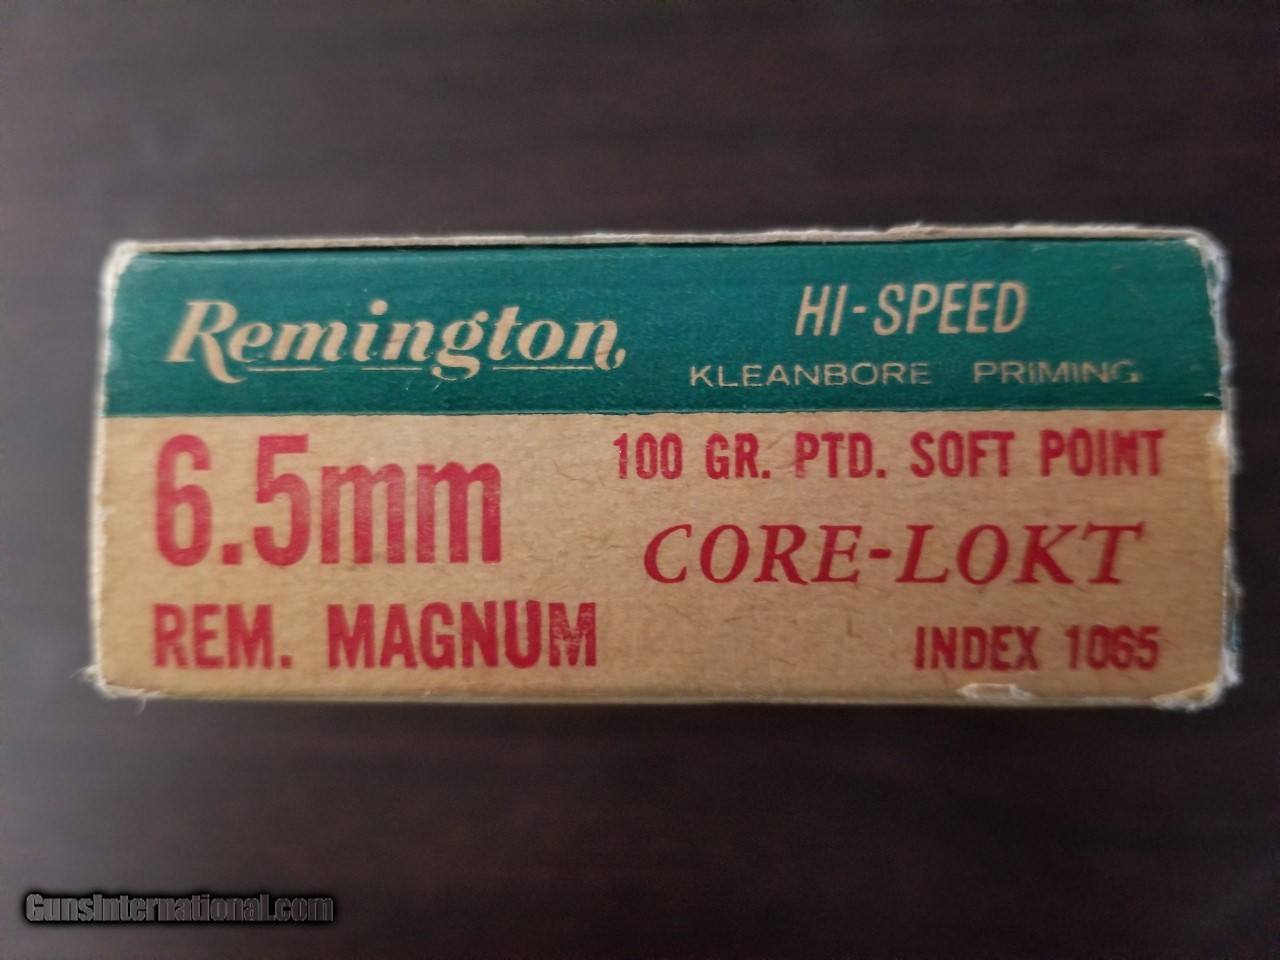 Remington
HI-SPEED
KLEANBORE PRIMING
6.5mm
REM. MAGNUM
100 GR. PTD. SOFT POINT
CORE-LOKT
INDEX 1065
GunsInternational.com